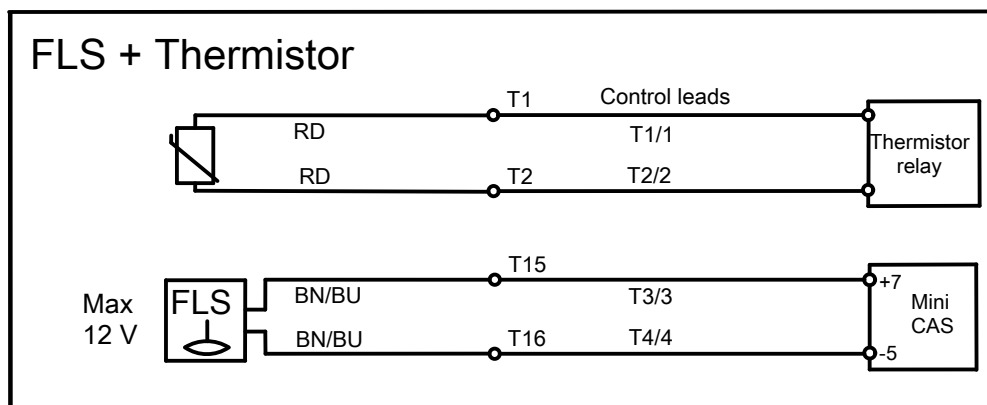 FLS + Thermistor
T1
Control leads
RD
T1/1
Thermistor
relay
RD
T2
T2/2
T15
BN/BU
T3/3
+7
Max
12 V
FLS
Mini
CAS
BN/BU
T16
T4/4
-5